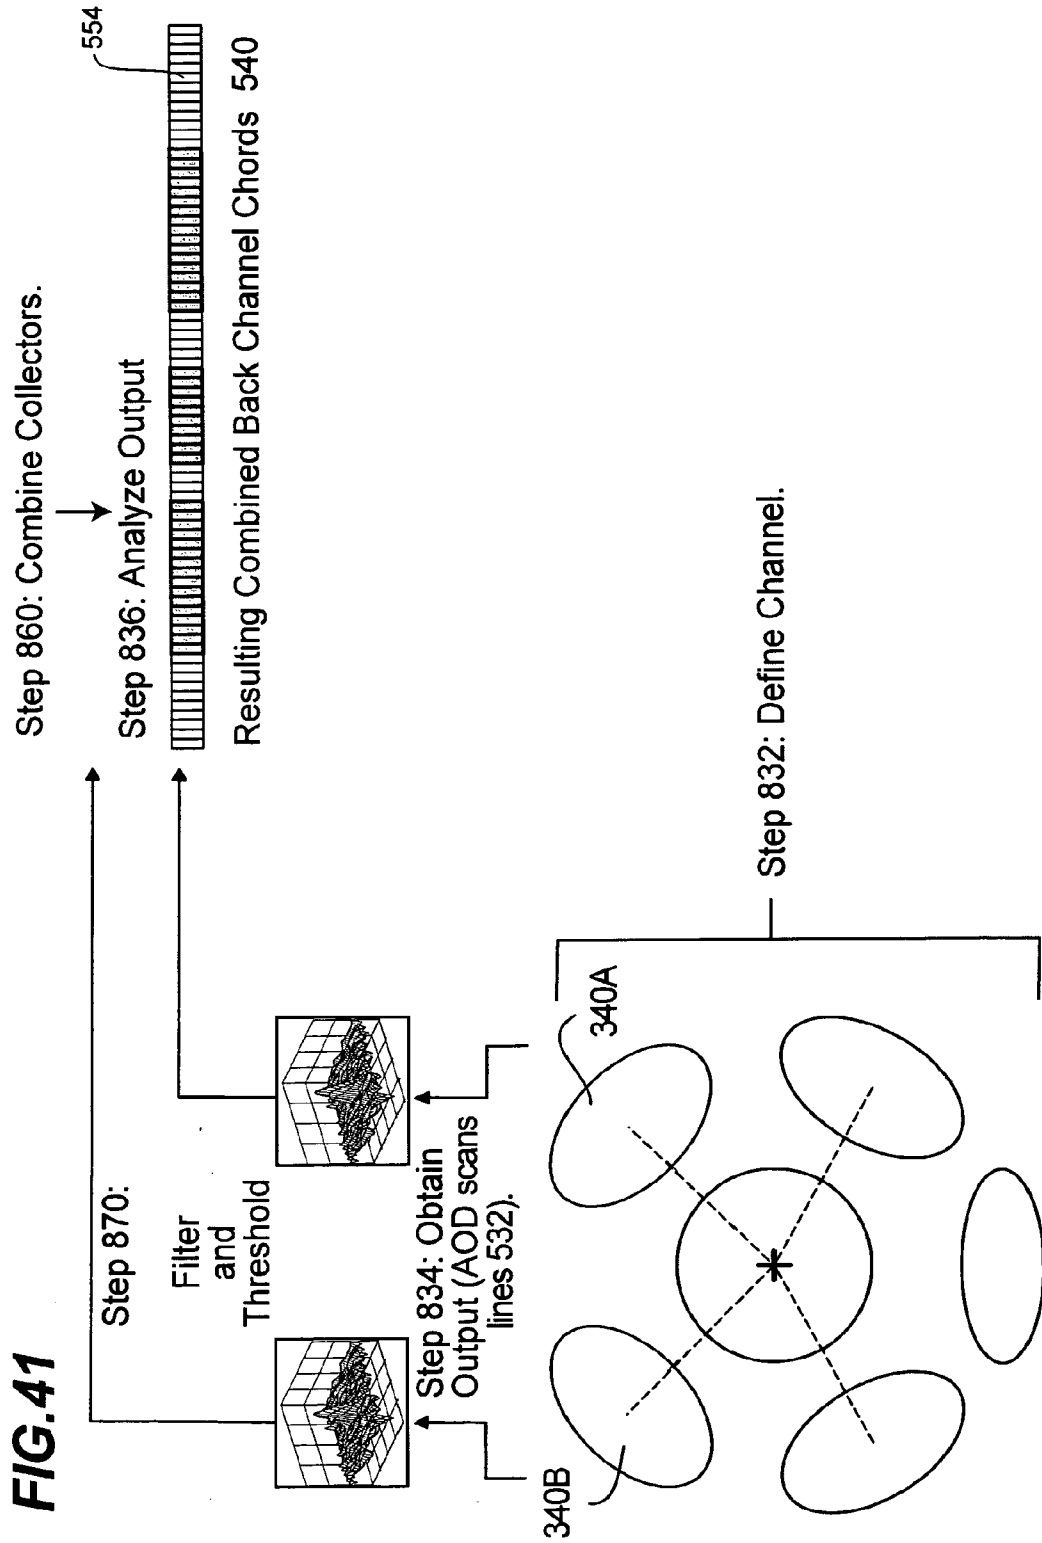 FIG.41
Step 860: Combine Collectors.
Step 836: Analyze Output
554
Resulting Combined Back Channel Chords 540
Step 870:
Filter
and
Threshold
Step 834: Obtain
Output (AOD scans
lines 532).
340B
340A
Step 832: Define Channel.